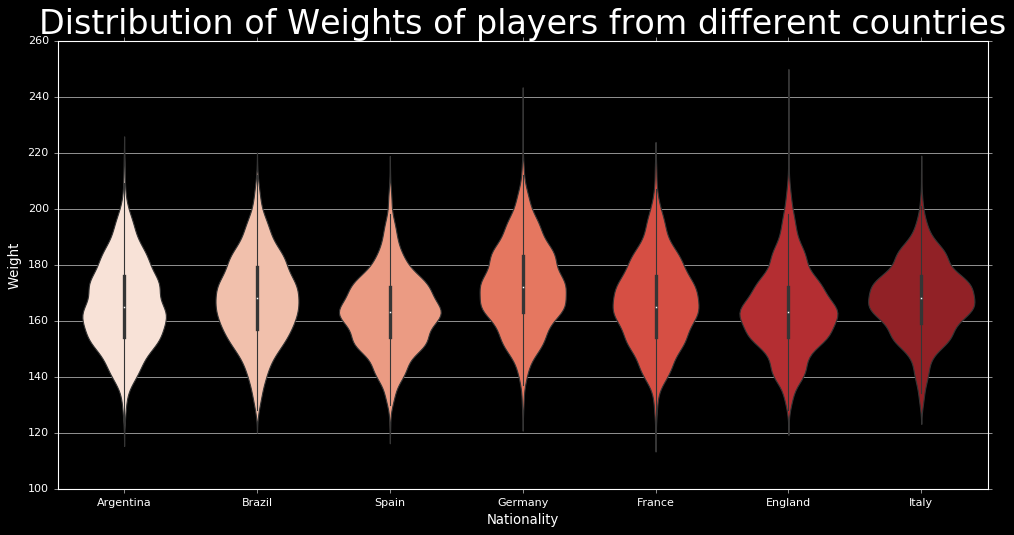 Distribution of Weights of players from different countries
260
240
220
200
180
160
140
120
100
Weight
Argentina Brazil Spain Germany France England Italy
Nationality